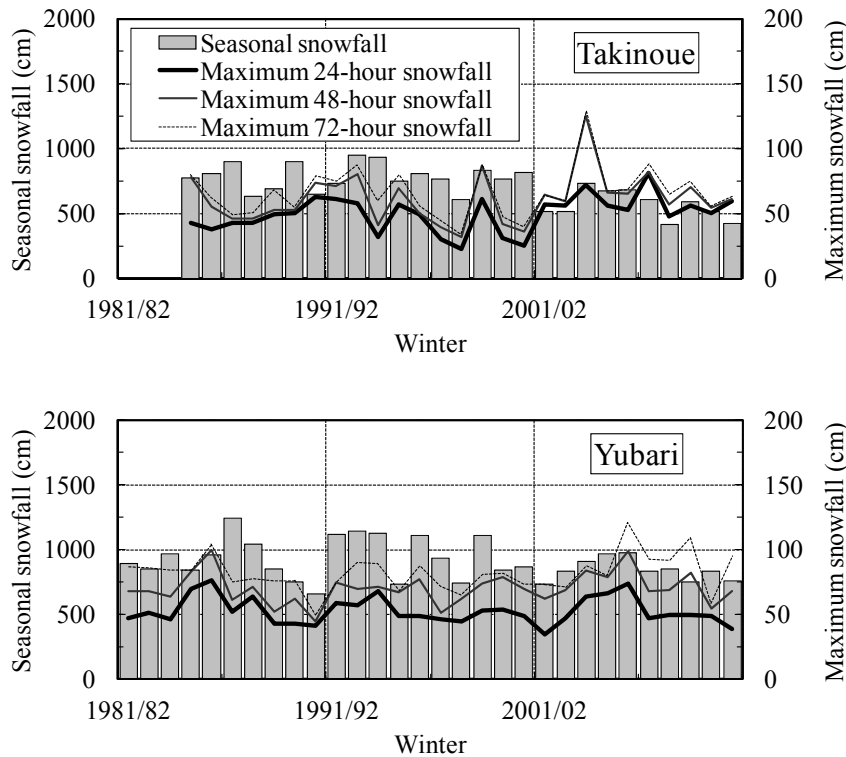 2000
1500
1000
500
0
Seasonal snowfall (cm)
Seasonal snowfall
Maximum 24-hour snowfall
Maximum 48-hour snowfall
Maximum 72-hour snowfall
Takinoue
200
150
100
50
0
Maximum snowfall (cm)
1981/82
1991/92
2001/02
Winter
2000
1500
1000
500
0
Seasonal snowfall (cm)
Yubari
200
150
100
50
0
Maximum snowfall (cm)
1981/82
1991/92
2001/02
Winter